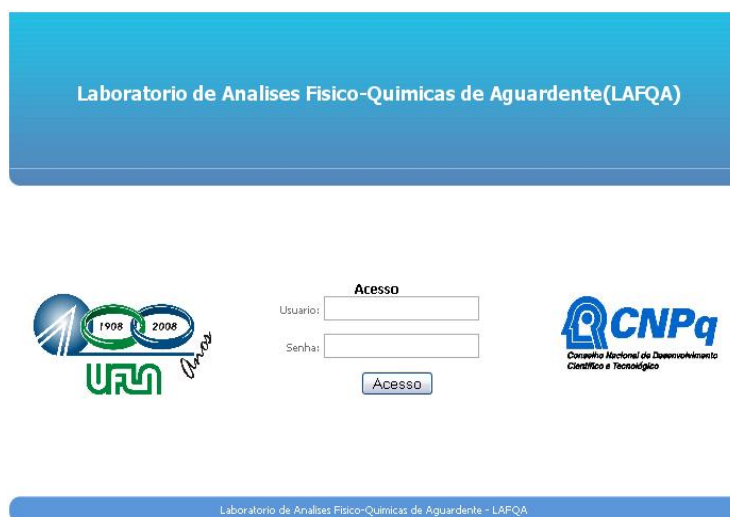 Laboratorio de Analises Fisico-Quimicas de Aguardente(LAFQA)
1908 2008
Anos
UFLA
Acesso
Usuario:
Senha:
Acesso
CNPq
Conselho Nacional de Desenvolvimento
Científico e Tecnológico
Laboratorio de Analises Fisico-Quimicas de Aguardente - LAFQA